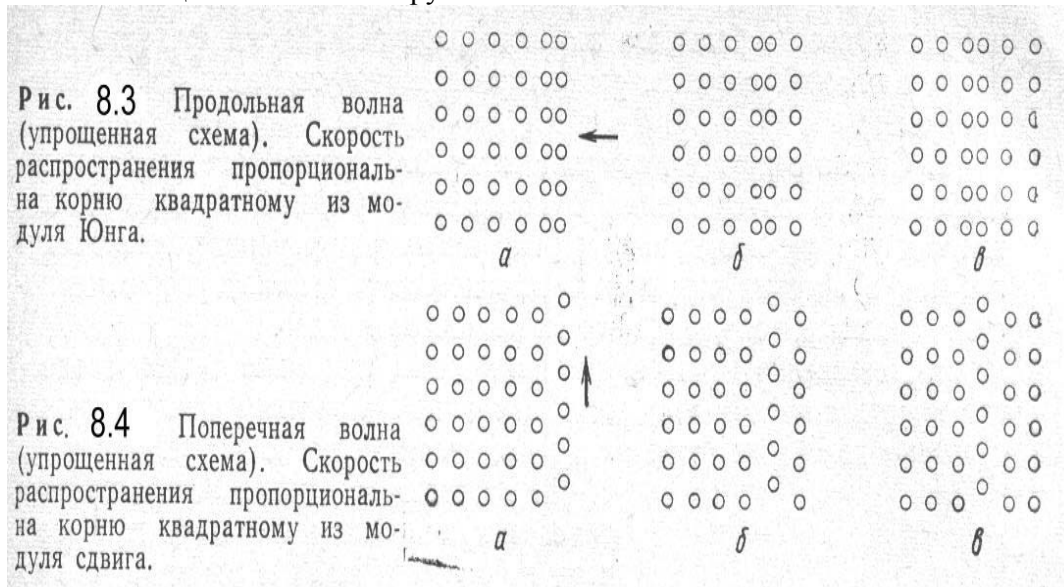 Рис. 8.3 Продольная волна
(упрощенная схема). Скорость
распространения пропорциональ-
на корню квадратному из мо-
дуля Юнга.
а б в
Рис. 8.4 Поперечная волна
(упрощенная схема). Скорость
распространения пропорциональ-
на корню квадратному из мо-
дуля сдвига.
а б в